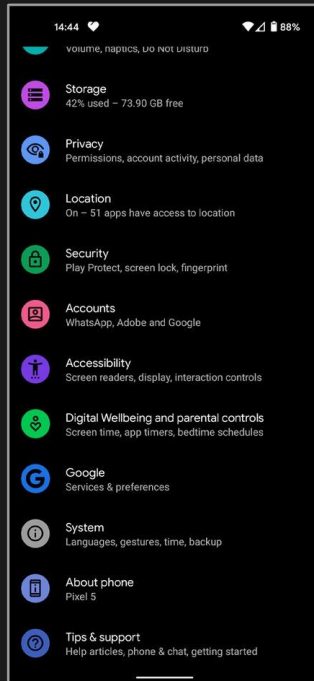 14:44
88%
Volume, haptics, Do Not Disturb
Storage
42% used – 73.90 GB free
Privacy
Permissions, account activity, personal data
Location
On – 51 apps have access to location
Security
Play Protect, screen lock, fingerprint
Accounts
WhatsApp, Adobe and Google
Accessibility
Screen readers, display, interaction controls
Digital Wellbeing and parental controls
Screen time, app timers, bedtime schedules
Google
Services & preferences
System
Languages, gestures, time, backup
About phone
Pixel 5
Tips & support
Help articles, phone & chat, getting started